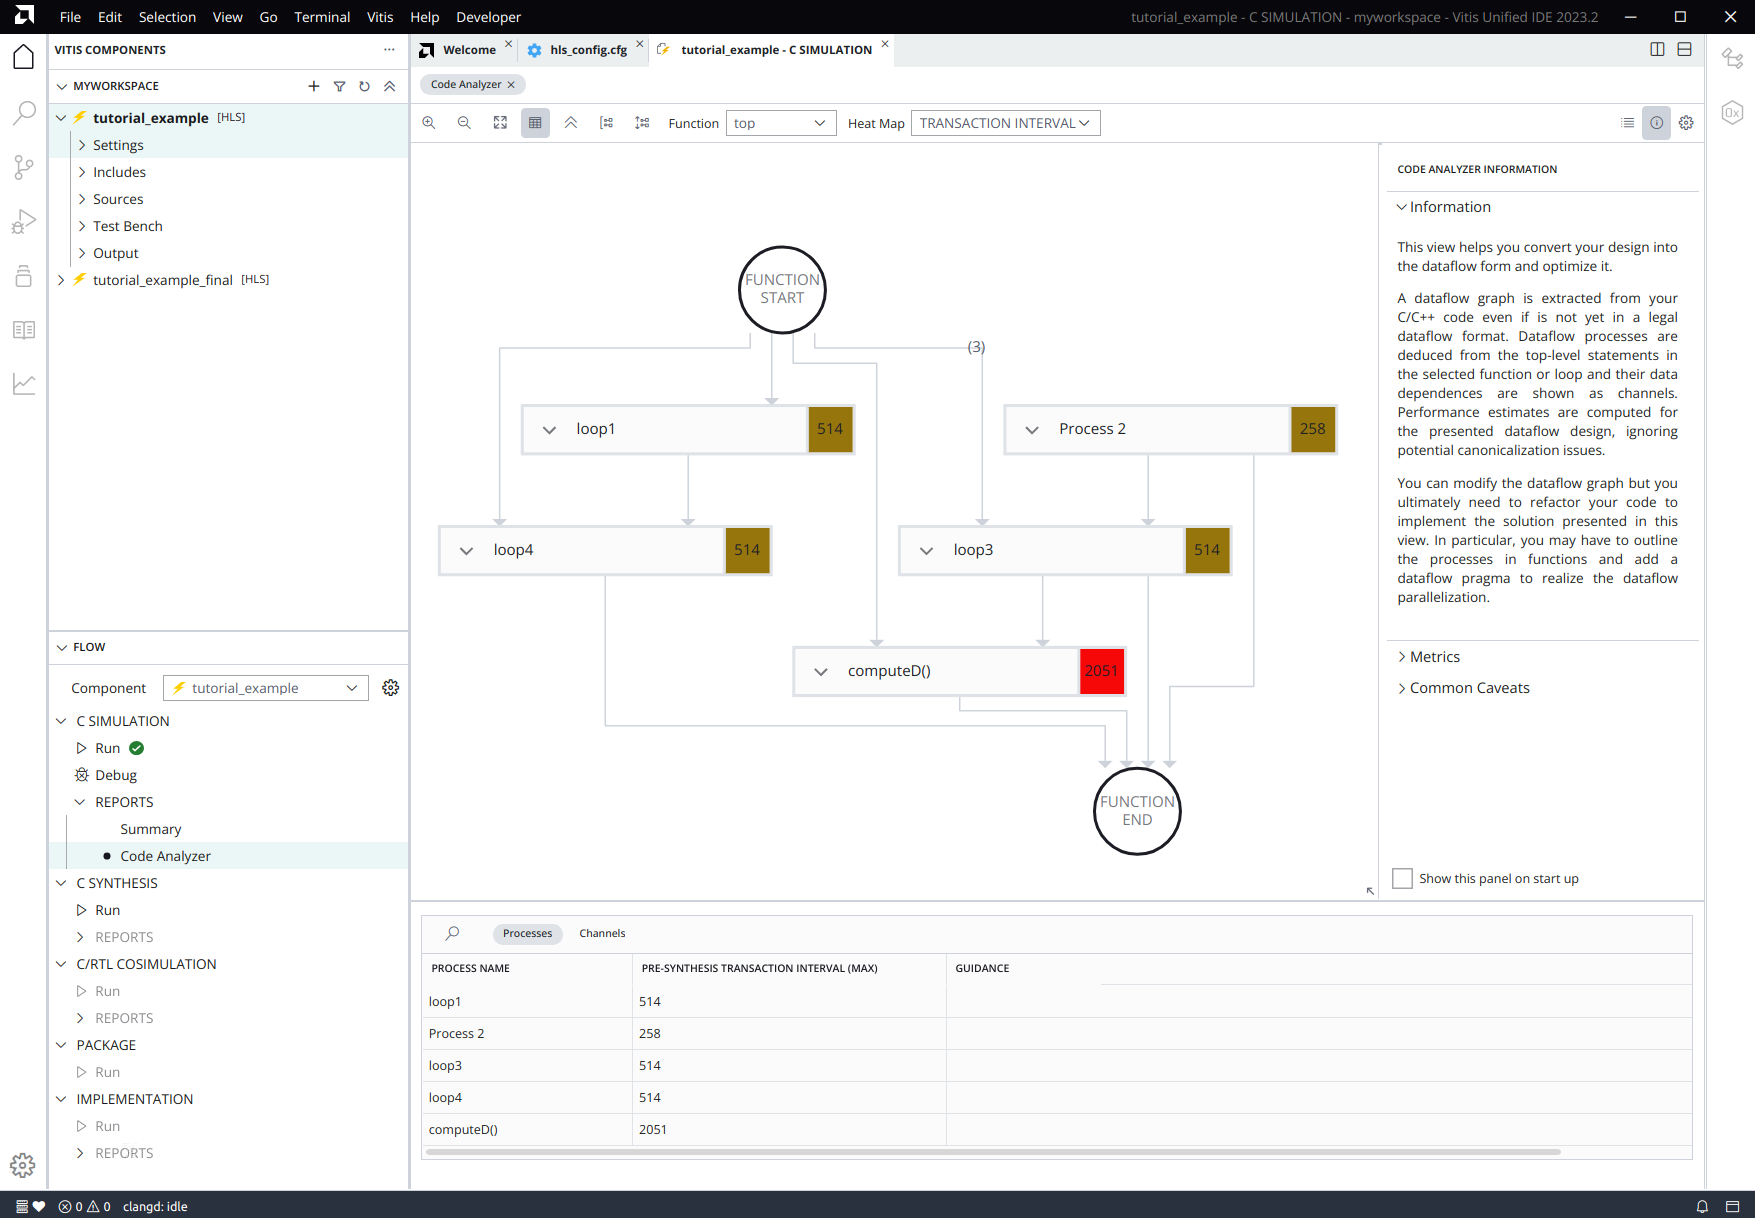 File Edit Selection View Go Terminal Vitis Help Developer
tutorial_example - C SIMULATION - myworkspace - Vitis Unified IDE 2023.2
VITIS COMPONENTS
MYWORKSPACE
tutorial_example [HLS]
Settings
Includes
Sources
Test Bench
Output
tutorial_example_final [HLS]
FLOW
Component tutorial_example
C SIMULATION
Run
Debug
REPORTS
Summary
Code Analyzer
C SYNTHESIS
Run
REPORTS
C/RTL COSIMULATION
Run
REPORTS
PACKAGE
Run
IMPLEMENTATION
Run
REPORTS
Welcome hls_config.cfg tutorial_example - C SIMULATION
Code Analyzer
Function top Heat Map TRANSACTION INTERVAL
FUNCTION
START
(3)
loop1 514
Process 2 258
loop4 514
loop3 514
computeD() 2051
FUNCTION
END
CODE ANALYZER INFORMATION
Information
This view helps you convert your design into
the dataflow form and optimize it.
A dataflow graph is extracted from your
C/C++ code even if is not yet in a legal
dataflow format. Dataflow processes are
deduced from the top-level statements in
the selected function or loop and their data
dependences are shown as channels.
Performance estimates are computed for
the presented dataflow design, ignoring
potential canonicalization issues.
You can modify the dataflow graph but you
ultimately need to refactor your code to
implement the solution presented in this
view. In particular, you may have to outline
the processes in functions and add a
dataflow pragma to realize the dataflow
parallelization.
Metrics
Common Caveats
Show this panel on start up
0x
Processes Channels
PROCESS NAME PRE-SYNTHESIS TRANSACTION INTERVAL (MAX) GUIDANCE
loop1 514
Process 2 258
loop3 514
loop4 514
computeD() 2051
0 0 clangd: idle